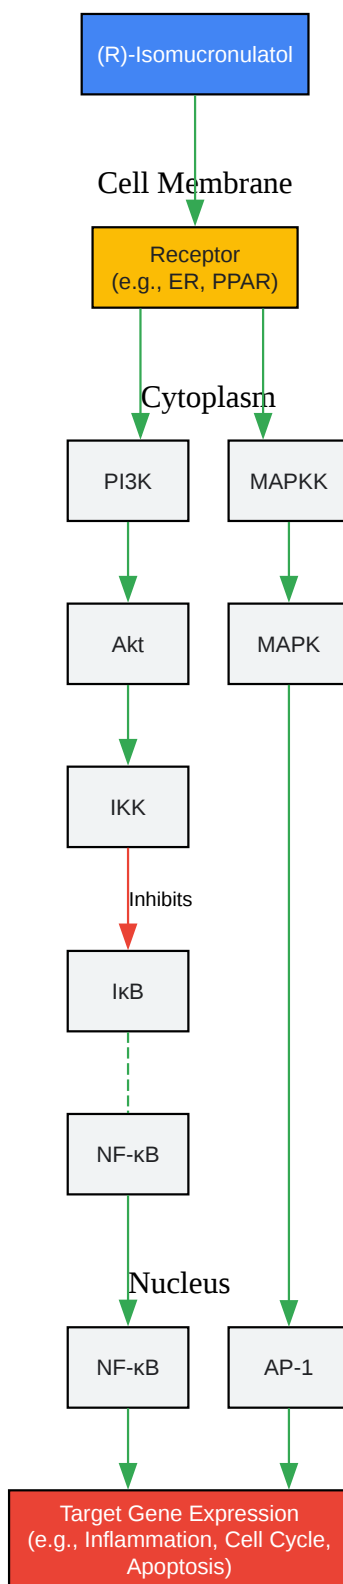 (R)-Isomucronulatol
Cell Membrane
Receptor
(e.g., ER, PPAR)
Cytoplasm
PI3K
MAPKK
Akt
MAPK
IKK
Inhibits
IκB
NF-κB
Nucleus
NF-κB
AP-1
Target Gene Expression
(e.g., Inflammation, Cell Cycle,
Apoptosis)